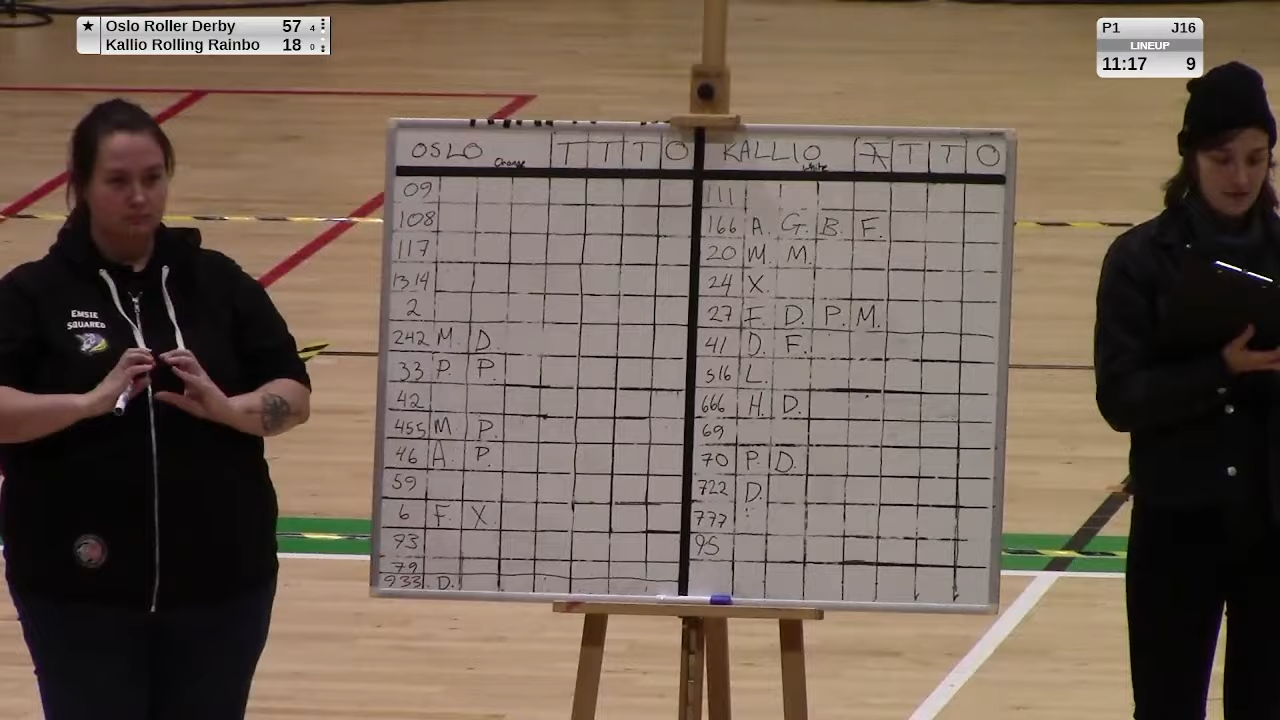 ★ Oslo Roller Derby 57 4
Kallio Rolling Rainbo 18 0
P1 J16
LINEUP
11:17 9
EMSIE
SQUARED
OSLO Orange T T T O
09
108
117
1314
2
242 M. D.
33 P. P.
42
455 M P.
46 A. P.
59
6 F. X.
93
79
933 D.
KALLIO White T T T O
111
166 A. G. B. F.
20 M. M.
24 X.
27 F. D. P. M.
41 D. F.
516 L.
666 H. D.
69
70 P. D.
722 D.
777
95